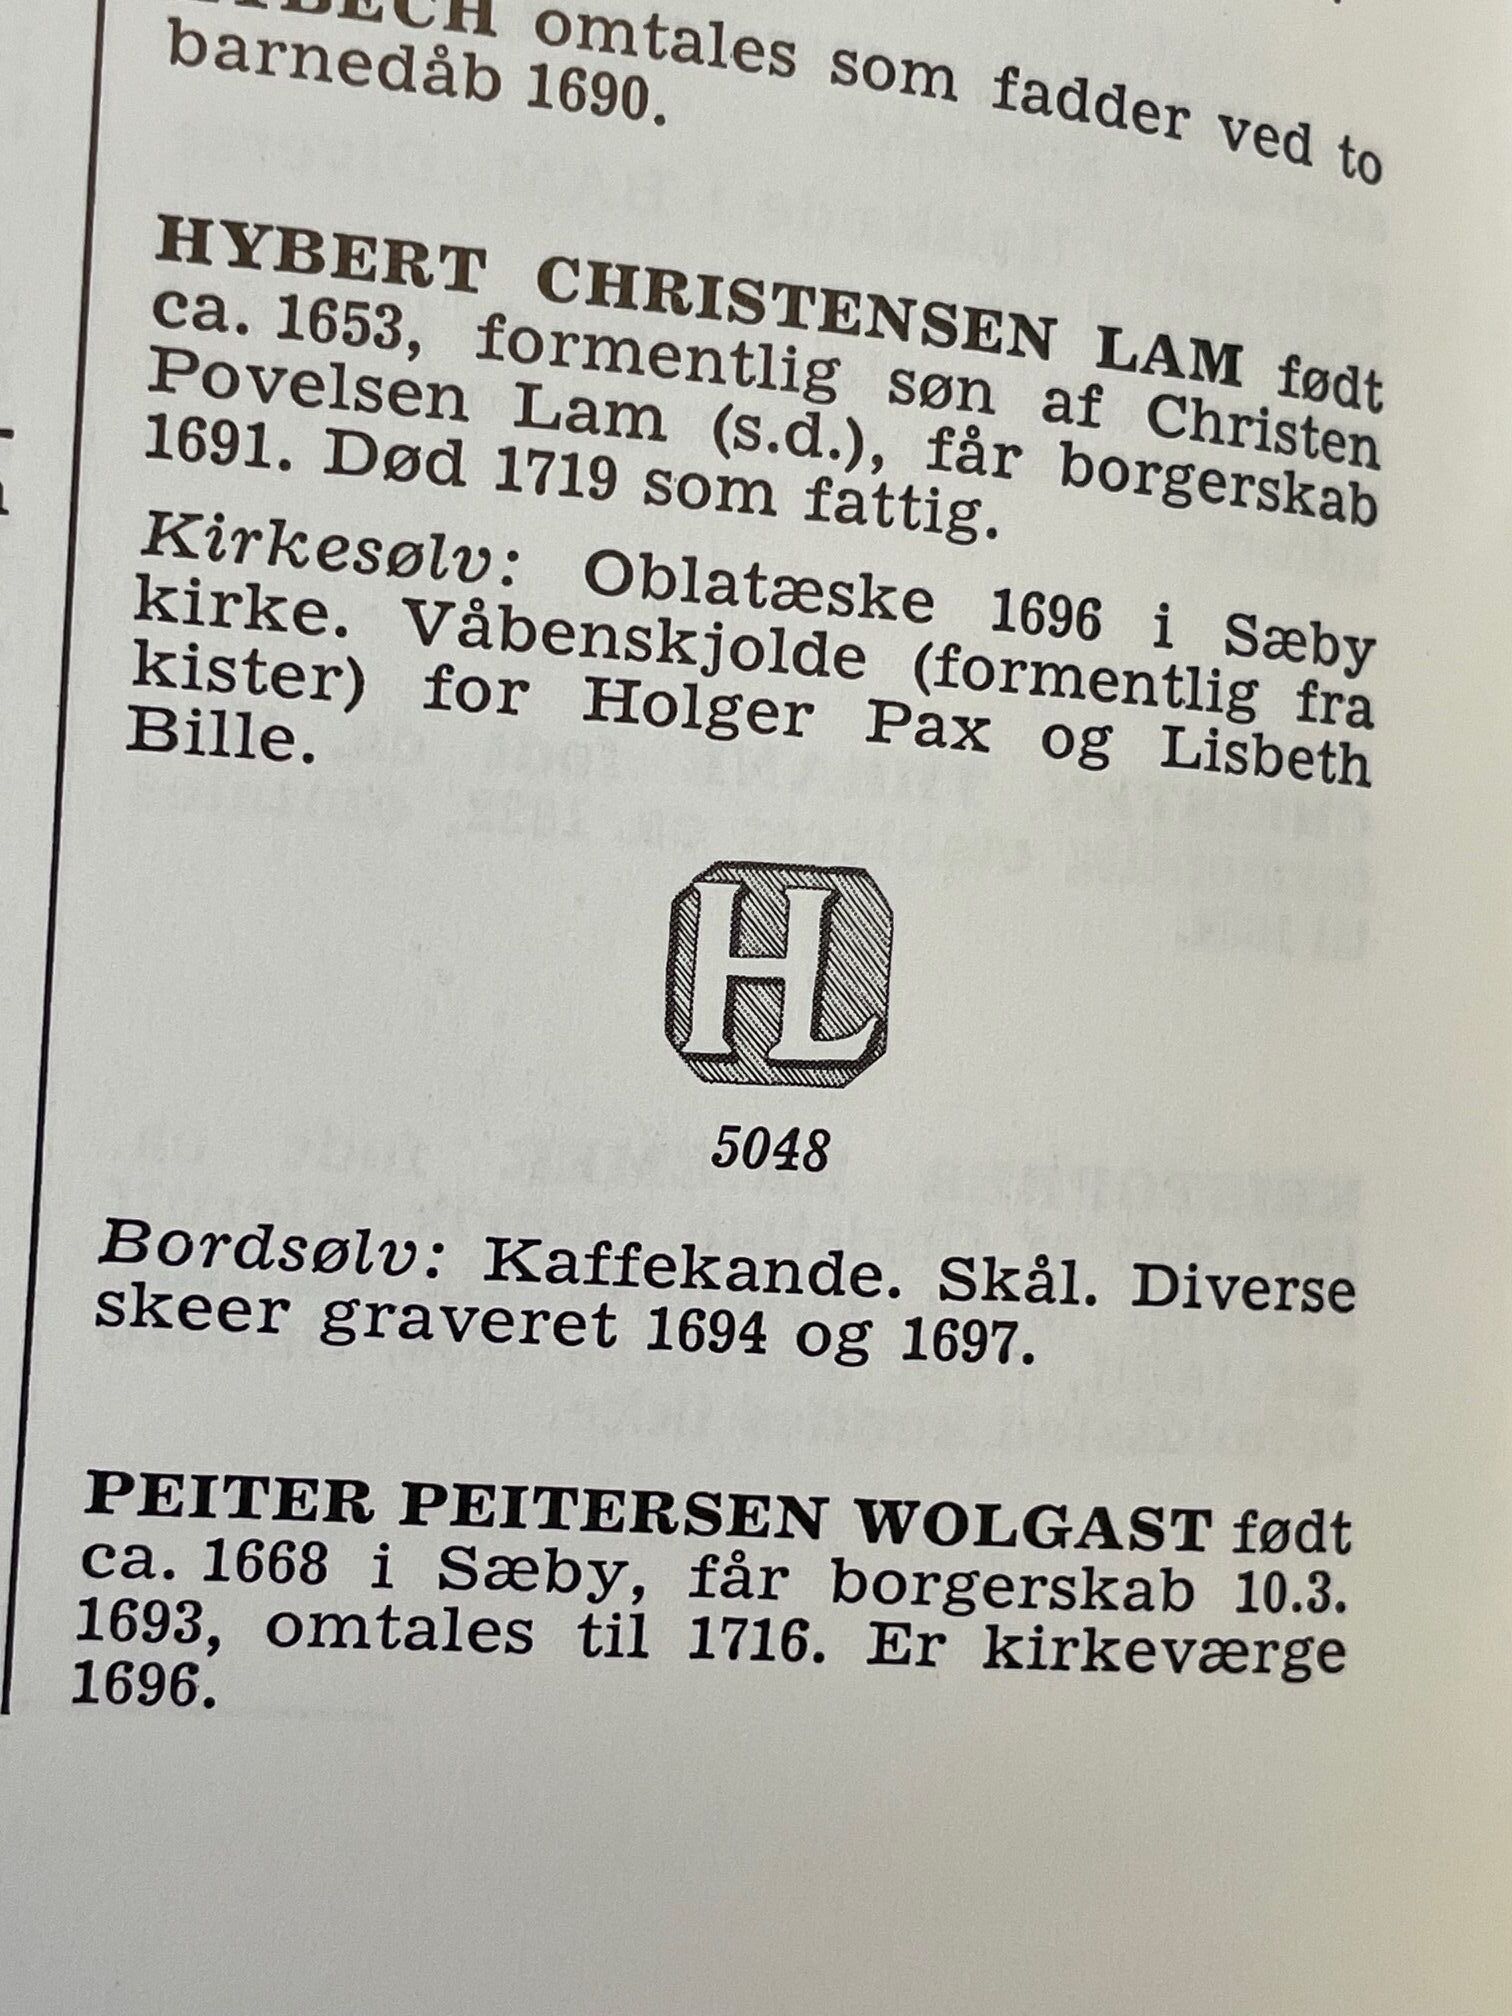 omtales som fadder ved to
barnedåb 1690.
HYBERT CHRISTENSEN LAM født
ca. 1653, formentlig søn af Christen
Povelsen Lam (s.d.), får borgerskab
1691. Død 1719 som fattig.
Kirkesølv: Oblatæske 1696 i Sæby
kirke. Våbenskjolde (formentlig fra
kister) for Holger Pax og Lisbeth
Bille.
HL
5048
Bordsølv: Kaffekande. Skål. Diverse
skeer graveret 1694 og 1697.
PEITER PEITERSEN WOLGAST født
ca. 1668 i Sæby, får borgerskab 10.3.
1693, omtales til 1716. Er kirkeværge
1696.